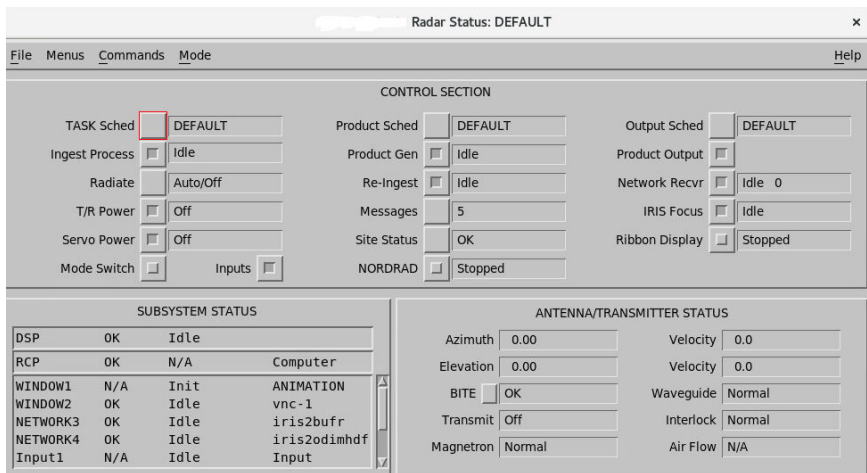 Radar Status: DEFAULT
File Menus Commands Mode Help
CONTROL SECTION
TASK Sched DEFAULT Product Sched DEFAULT Output Sched DEFAULT
Ingest Process Idle Product Gen Idle Product Output
Radiate Auto/Off Re-Ingest Idle Network Recvr Idle 0
T/R Power Off Messages 5 IRIS Focus Idle
Servo Power Off Site Status OK Ribbon Display Stopped
Mode Switch Inputs NORDRAD Stopped
SUBSYSTEM STATUS
DSP OK Idle
RCP OK N/A Computer
WINDOW1 N/A Init ANIMATION
WINDOW2 OK Idle vnc-1
NETWORK3 OK Idle iris2bufr
NETWORK4 OK Idle iris2odimhdf
Input1 N/A Idle Input
ANTENNA/TRANSMITTER STATUS
Azimuth 0.00 Velocity 0.0
Elevation 0.00 Velocity 0.0
BITE OK Waveguide Normal
Transmit Off Interlock Normal
Magnetron Normal Air Flow N/A